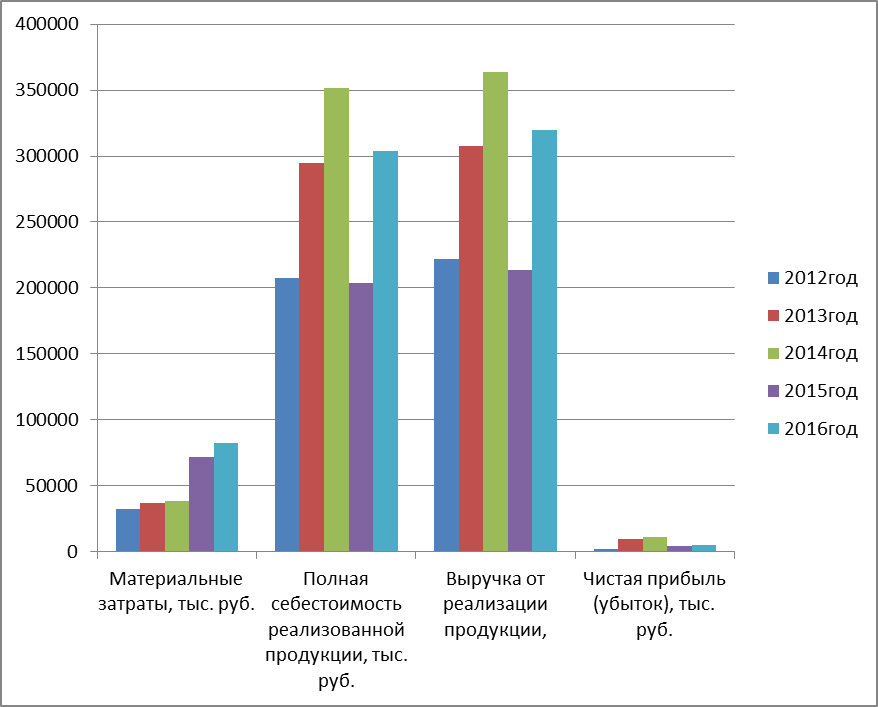 400000
350000
300000
250000
200000
150000
100000
50000
0
Материальные
затраты, тыс. руб.
Полная
себестоимость
реализованной
продукции, тыс.
руб.
Выручка от
реализации
продукции,
Чистая прибыль
(убыток), тыс.
руб.
2012год
2013год
2014год
2015год
2016год